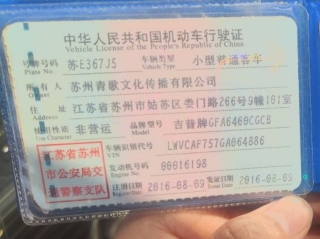 中华人民共和国机动车行驶证
Vehicle License of the People's Republic of China
号牌号码 苏E367J5 车辆类型 小型普通客车
Plate No. Vehicle Type
所有人 苏州青歌文化传播有限公司
住址 江苏省苏州市姑苏区娄门路266号9幢101室
使用性质 非营运 品牌型号 吉普牌GFA6460CGCB
江苏省苏州 车辆识别代号 LWVCAF757GA064886
VIN
市公安局交 发动机号码 00016198
Engine No.
通警察支队 注册日期 2016-08-09 发证日期 2016-08-09
Register Date Issue Date